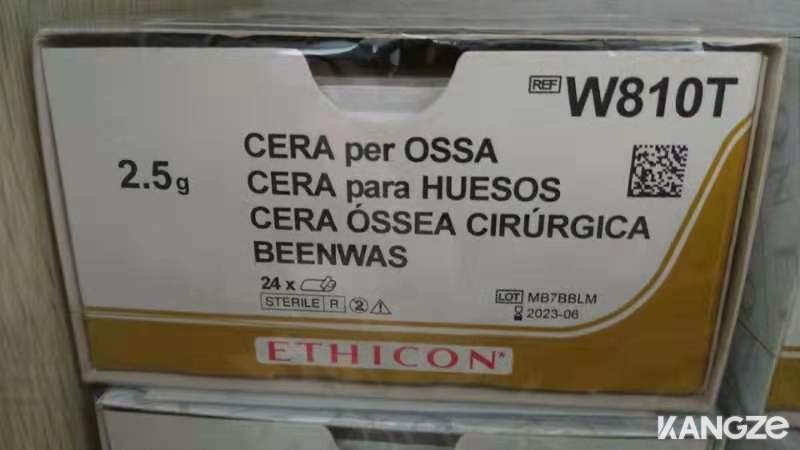 REF W810T
CERA per OSSA
2.5g
CERA para HUESOS
CERA ÓSSEA CIRÚRGICA
BEENWAS
24 x
STERILE R 2
LOT MB7BBLM
2023-06
ETHICON*
KANGZE